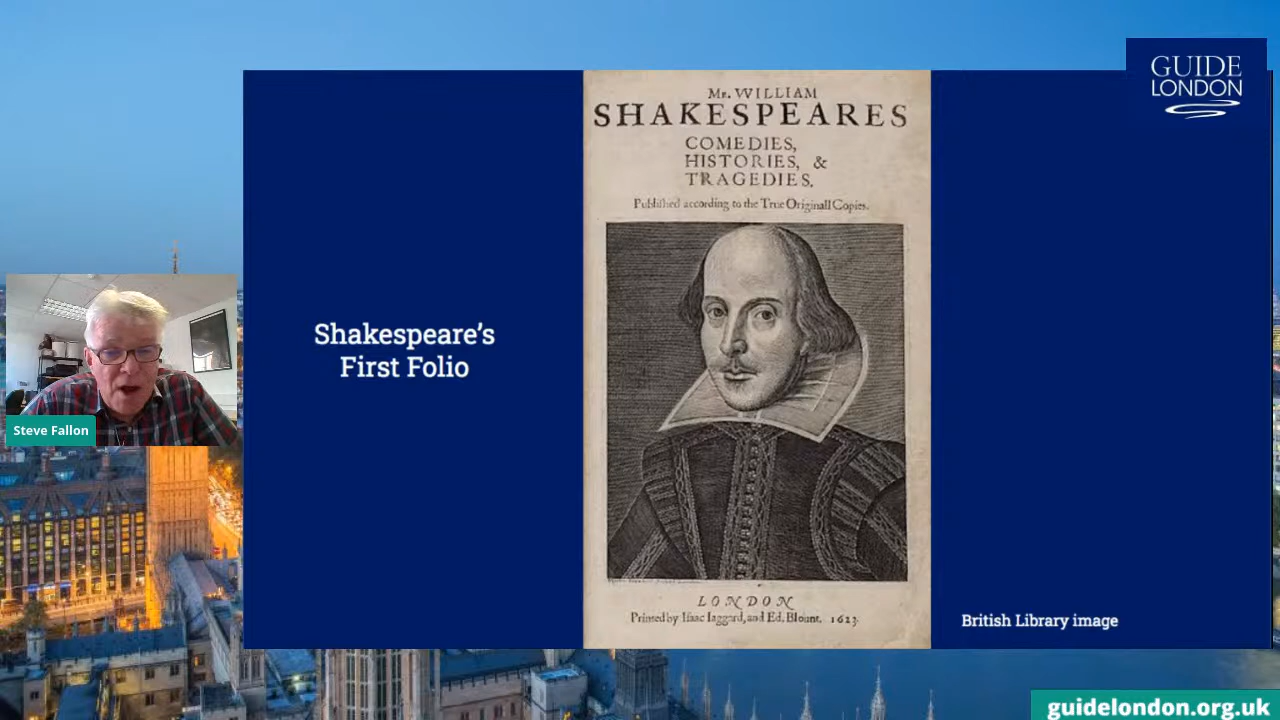 GUIDE
LONDON
Mr. WILLIAM
SHAKESPEARES
COMEDIES,
HISTORIES, &
TRAGEDIES.
Publiſhed according to the True Originall Copies.
Shakespeare’s
First Folio
Steve Fallon
LONDON
Printed by Iſaac Iaggard, and Ed. Blount. 1623.
British Library image
guidelondon.org.uk